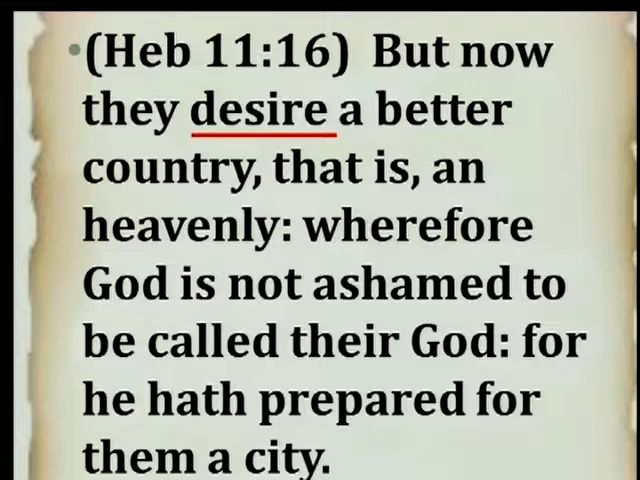 •(Heb 11:16)  But now
they desire a better
country, that is, an
heavenly: wherefore
God is not ashamed to
be called their God: for
he hath prepared for
them a city.